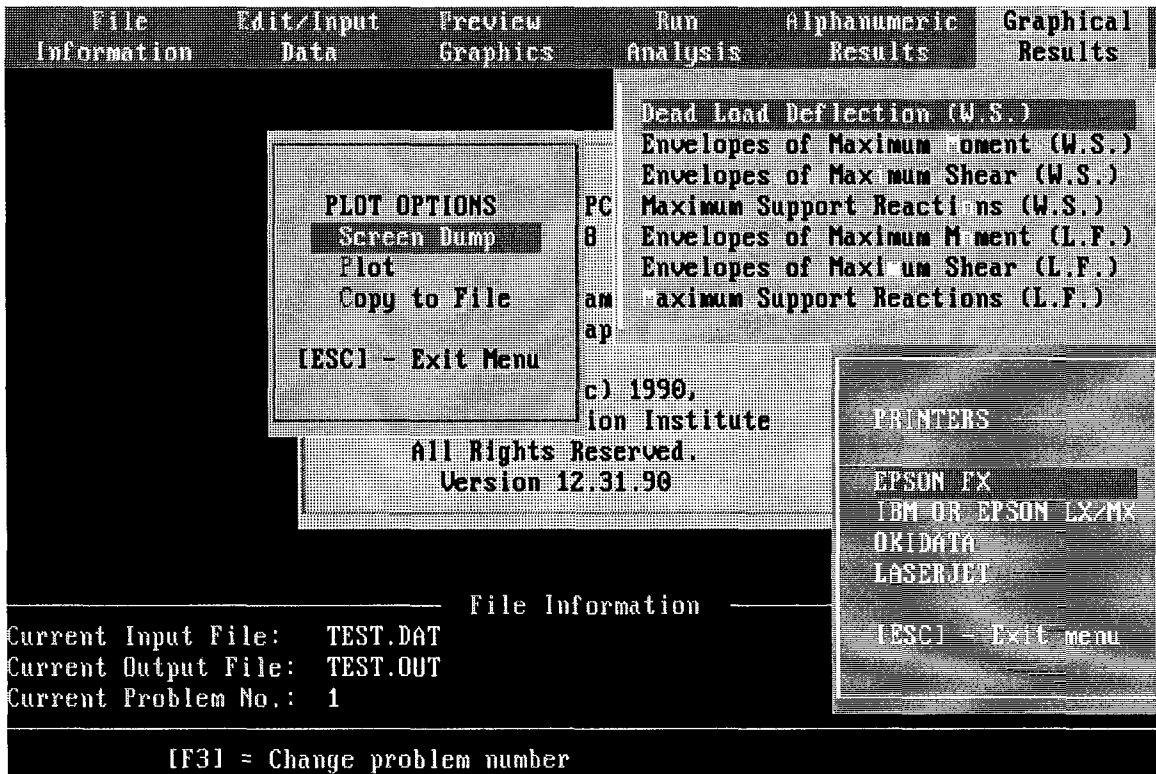 File Edit/Input Preview Run Alphanumeric Graphical
Information Data Graphics Analysis Results Results
Dead Load Deflection (W.S.)
Envelopes of Maximum oment (W.S.)
Envelopes of Max mum Shear (W.S.)
Maximum Support Reacti ns (W.S.)
Envelopes of Maximum M ment (L.F.)
Envelopes of Maxi um Shear (L.F.)
aximum Support Reactions (L.F.)
PLOT OPTIONS
Screen Dump
Plot
Copy to File
[ESC] - Exit Menu
PC
8
am
ap
c) 1990,
ion Institute
All Rights Reserved.
Version 12.31.90
PRINTERS
EPSON FX
IBM OR EPSON LX/MX
OKIDATA
LASERJET
[ESC] - Exit menu
File Information
Current Input File: TEST.DAT
Current Output File: TEST.OUT
Current Problem No.: 1
[F3] = Change problem number